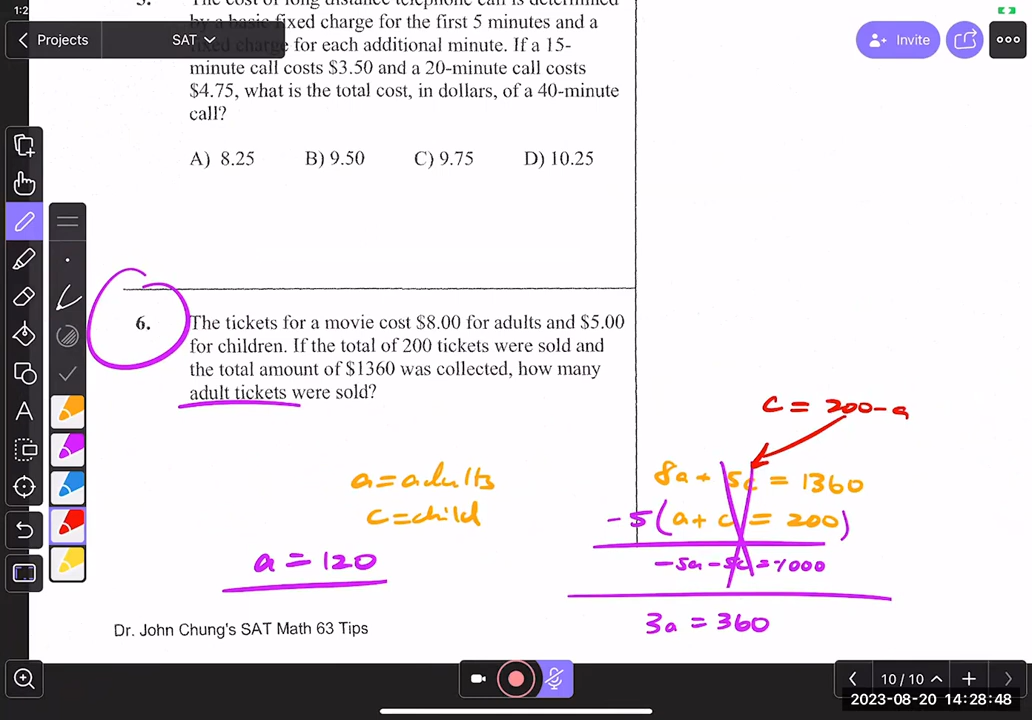 1:2
Projects
SAT
Invite
by a basic fixed charge for the first 5 minutes and a
fixed charge for each additional minute. If a 15-
minute call costs $3.50 and a 20-minute call costs
$4.75, what is the total cost, in dollars, of a 40-minute
call?
A) 8.25 B) 9.50 C) 9.75 D) 10.25
6. The tickets for a movie cost $8.00 for adults and $5.00
for children. If the total of 200 tickets were sold and
the total amount of $1360 was collected, how many
adult tickets were sold?
c = 200-a
a = adults
c = child
a = 120
8a + 5c = 1360
-5(a + c = 200)
-5a - 5c = -1000
3a = 360
Dr. John Chung's SAT Math 63 Tips
A
10 / 10
2023-08-20 14:28:48